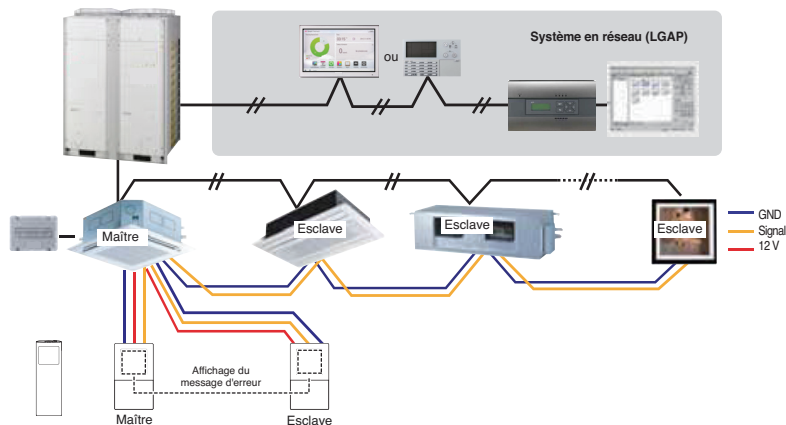 Système en réseau (LGAP)
ou
Maître
Esclave
Esclave
Esclave
GND
Signal
12 V
Affichage du
message d'erreur
Maître
Esclave